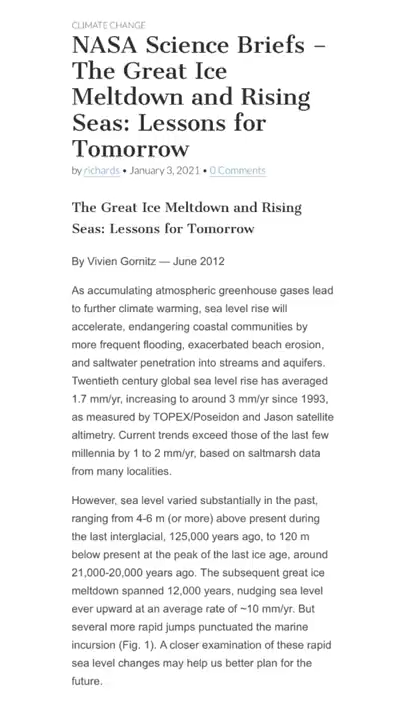 CLIMATE CHANGE
NASA Science Briefs –
The Great Ice
Meltdown and Rising
Seas: Lessons for
Tomorrow
by richards • January 3, 2021 • 0 Comments
The Great Ice Meltdown and Rising
Seas: Lessons for Tomorrow
By Vivien Gornitz — June 2012
As accumulating atmospheric greenhouse gases lead
to further climate warming, sea level rise will
accelerate, endangering coastal communities by
more frequent flooding, exacerbated beach erosion,
and saltwater penetration into streams and aquifers.
Twentieth century global sea level rise has averaged
1.7 mm/yr, increasing to around 3 mm/yr since 1993,
as measured by TOPEX/Poseidon and Jason satellite
altimetry. Current trends exceed those of the last few
millennia by 1 to 2 mm/yr, based on saltmarsh data
from many localities.
However, sea level varied substantially in the past,
ranging from 4-6 m (or more) above present during
the last interglacial, 125,000 years ago, to 120 m
below present at the peak of the last ice age, around
21,000-20,000 years ago. The subsequent great ice
meltdown spanned 12,000 years, nudging sea level
ever upward at an average rate of ~10 mm/yr. But
several more rapid jumps punctuated the marine
incursion (Fig. 1). A closer examination of these rapid
sea level changes may help us better plan for the
future.